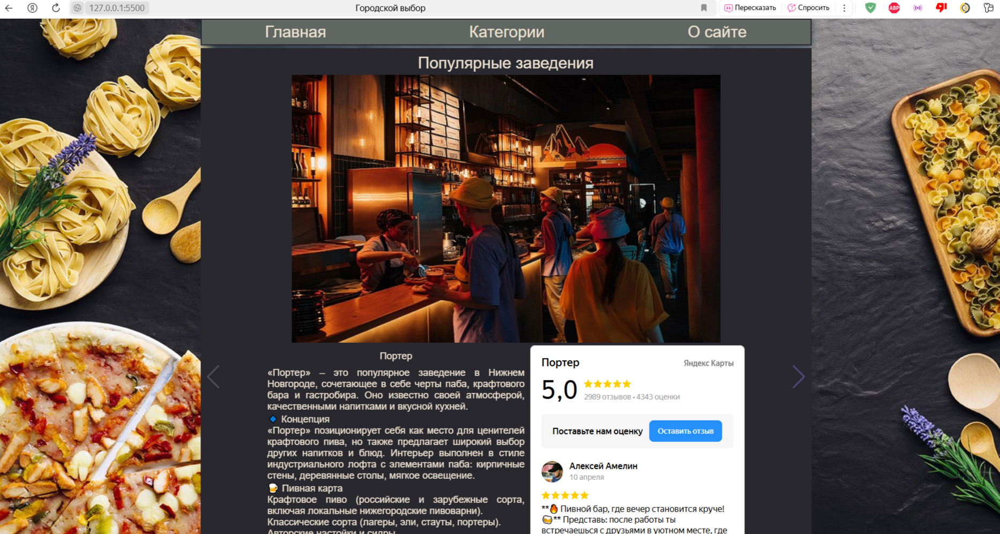 127.0.0.1:5500
Городской выбор
Пересказать
Спросить
ABP
Главная
Категории
О сайте
Популярные заведения
Портер
«Портер» – это популярное заведение в Нижнем
Новгороде, сочетающее в себе черты паба, крафтового
бара и гастробира. Оно известно своей атмосферой,
качественными напитками и вкусной кухней.
🔹 Концепция
«Портер» позиционирует себя как место для ценителей
крафтового пива, но также предлагает широкий выбор
других напитков и блюд. Интерьер выполнен в стиле
индустриального лофта с элементами паба: кирпичные
стены, деревянные столы, мягкое освещение.
🍺 Пивная карта
Крафтовое пиво (российские и зарубежные сорта,
включая локальные нижегородские пивоварни).
Классические сорта (лагеры, эли, стауты, портеры).
Авторские настойки и сидры
Портер
Яндекс Карты
5,0
2989 отзывов • 4343 оценки
Поставьте нам оценку
Оставить отзыв
Алексей Амелин
10 апреля
**🔥 Пивной бар, где вечер становится круче!
🍻** Представь: после работы ты
встречаешься с друзьями в уютном месте, где